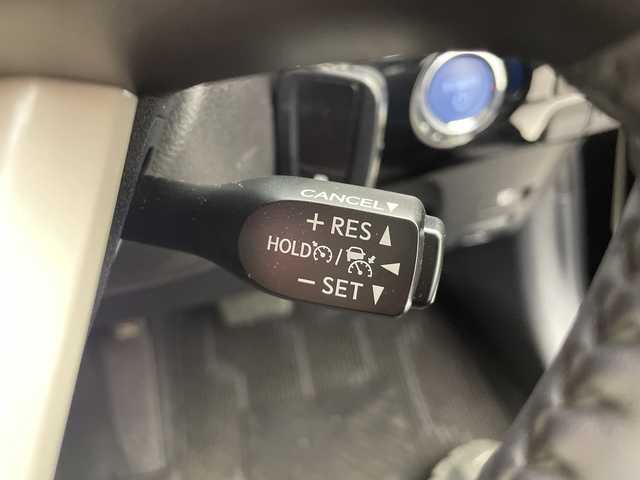 CANCEL▼
+ RES ▲
HOLD / ◀
− SET ▼